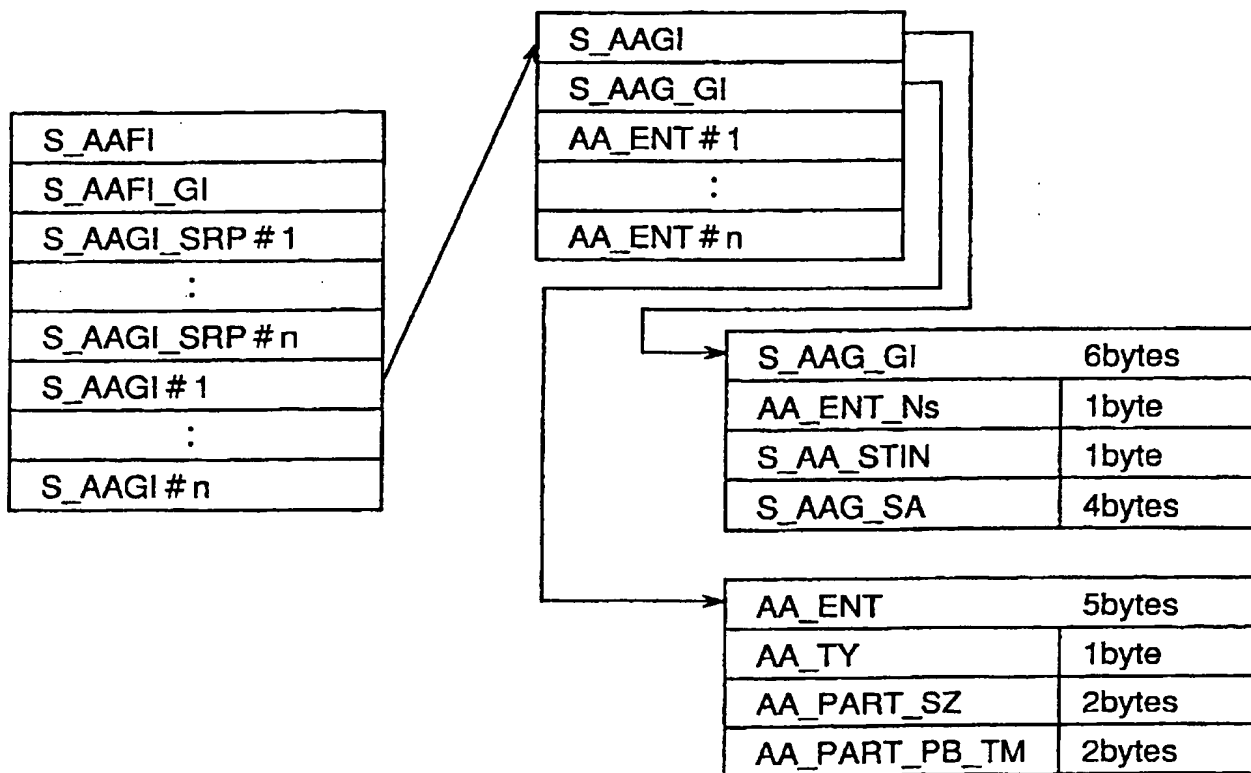 S_AAFI
S_AAFI_GI
S_AAGI_SRP#1
:
S_AAGI_SRP#n
S_AAGI#1
:
S_AAGI#n
S_AAGI
S_AAG_GI
AA_ENT#1
:
AA_ENT#n
S_AAG_GI 6bytes
AA_ENT_Ns 1byte
S_AA_STIN 1byte
S_AAG_SA 4bytes
AA_ENT 5bytes
AA_TY 1byte
AA_PART_SZ 2bytes
AA_PART_PB_TM 2bytes